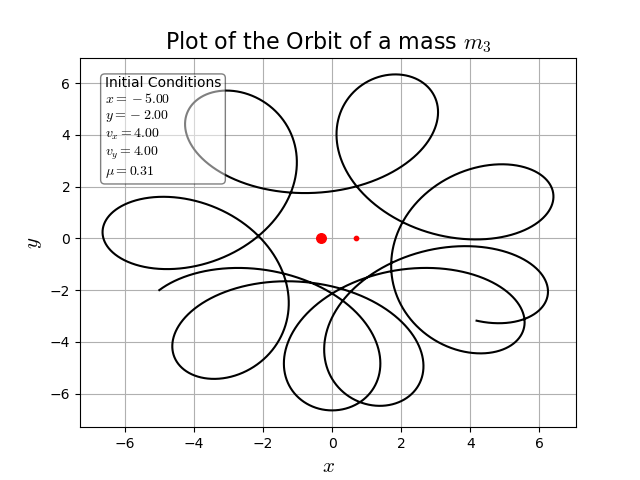 Plot of the Orbit of a mass m₃
Initial Conditions
x = −5.00
y = −2.00
vₓ = 4.00
v_y = 4.00
μ = 0.31
6
4
2
0
−2
−4
−6
y
−6
−4
−2
0
2
4
6
x